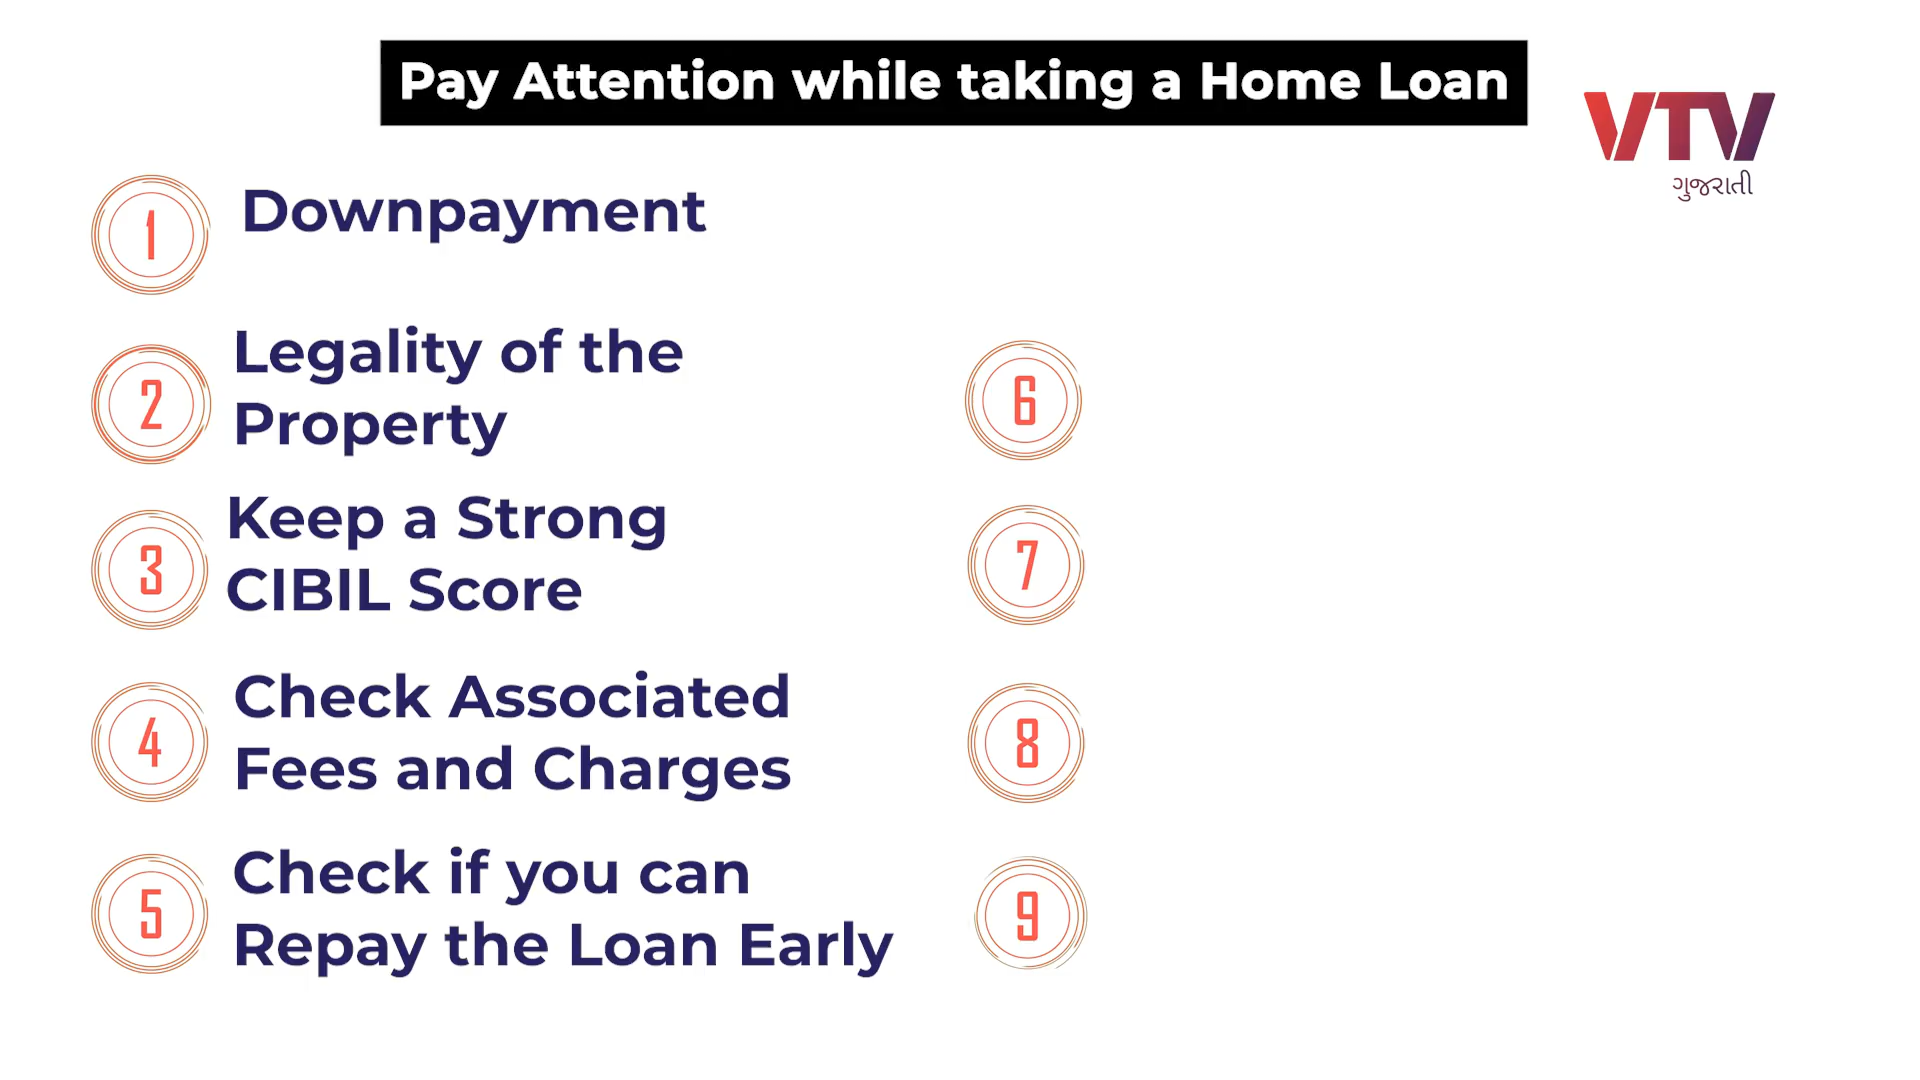 Pay Attention while taking a Home Loan
VTV
ગુજરાતી
1
Downpayment
2
Legality of the
Property
3
Keep a Strong
CIBIL Score
4
Check Associated
Fees and Charges
5
Check if you can
Repay the Loan Early
6
7
8
9